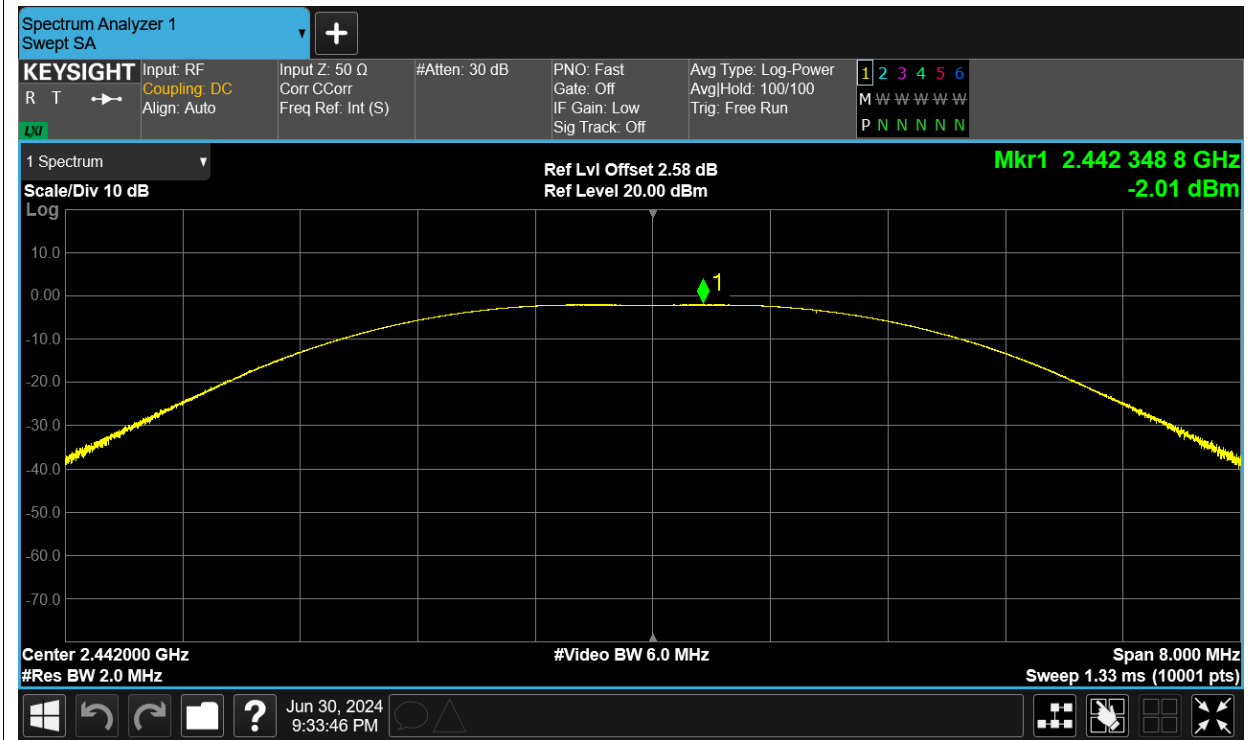 Spectrum Analyzer 1
Swept SA
+
KEYSIGHT
R T
LXI
Input: RF
Coupling: DC
Align: Auto
Input Z: 50 Ω
Corr CCorr
Freq Ref: Int (S)
#Atten: 30 dB
PNO: Fast
Gate: Off
IF Gain: Low
Sig Track: Off
Avg Type: Log-Power
Avg|Hold: 100/100
Trig: Free Run
1 2 3 4 5 6
M W W W W W
P N N N N N
1 Spectrum
Scale/Div 10 dB
Log
Ref Lvl Offset 2.58 dB
Ref Level 20.00 dBm
Mkr1 2.442 348 8 GHz
-2.01 dBm
1
10.0
0.00
-10.0
-20.0
-30.0
-40.0
-50.0
-60.0
-70.0
Center 2.442000 GHz
#Res BW 2.0 MHz
#Video BW 6.0 MHz
Span 8.000 MHz
Sweep 1.33 ms (10001 pts)
?
Jun 30, 2024
9:33:46 PM